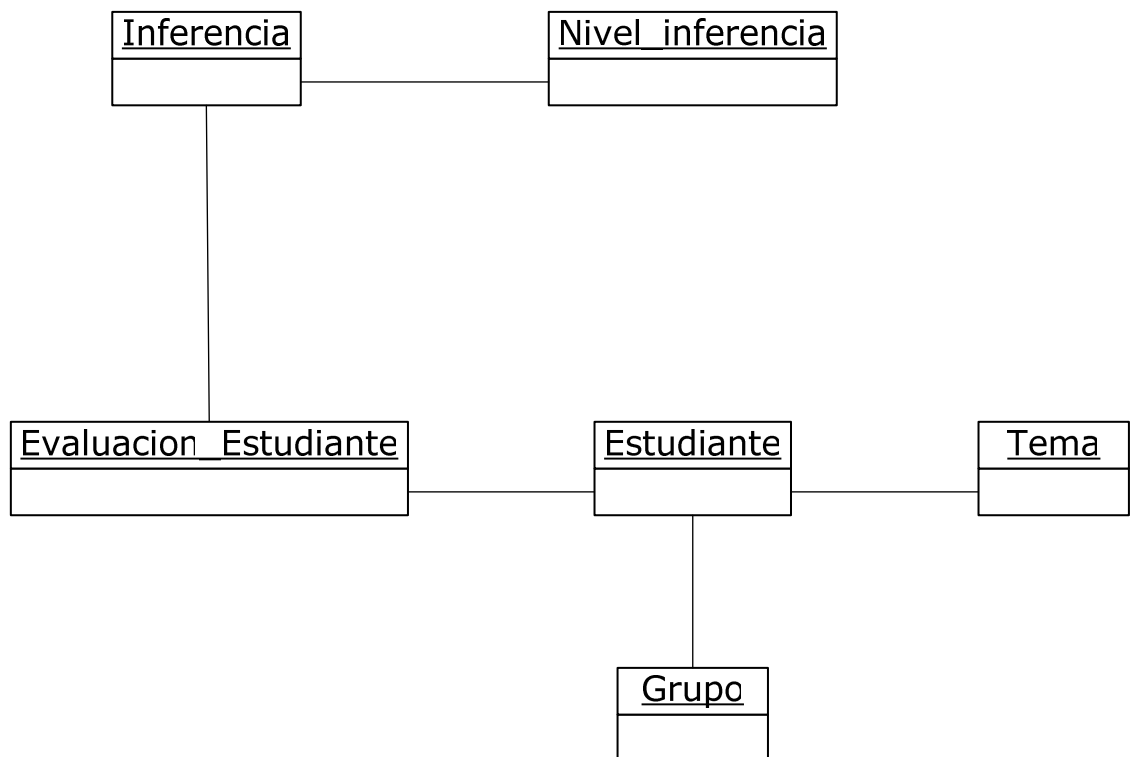 Inferencia
Nivel_inferencia
Evaluacion_Estudiante
Estudiante
Tema
Grupo